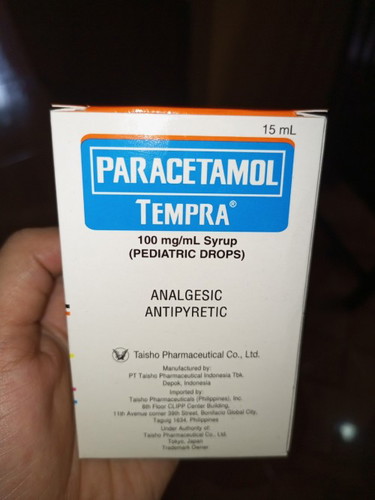 15 mL
PARACETAMOL
TEMPRA®
100 mg/mL Syrup
(PEDIATRIC DROPS)
ANALGESIC
ANTIPYRETIC
Taisho Pharmaceutical Co., Ltd.
Manufactured by:
PT Taisho Pharmaceutical Indonesia Tbk.
Depok, Indonesia
Imported by:
Taisho Pharmaceuticals (Philippines), Inc.
8th Floor CLIPP Center Building,
11th Avenue corner 39th Street, Bonifacio Global City,
Taguig 1634, Philippines
Under Authority of:
Taisho Pharmaceutical Co., Ltd.
Tokyo, Japan
Trademark Owner